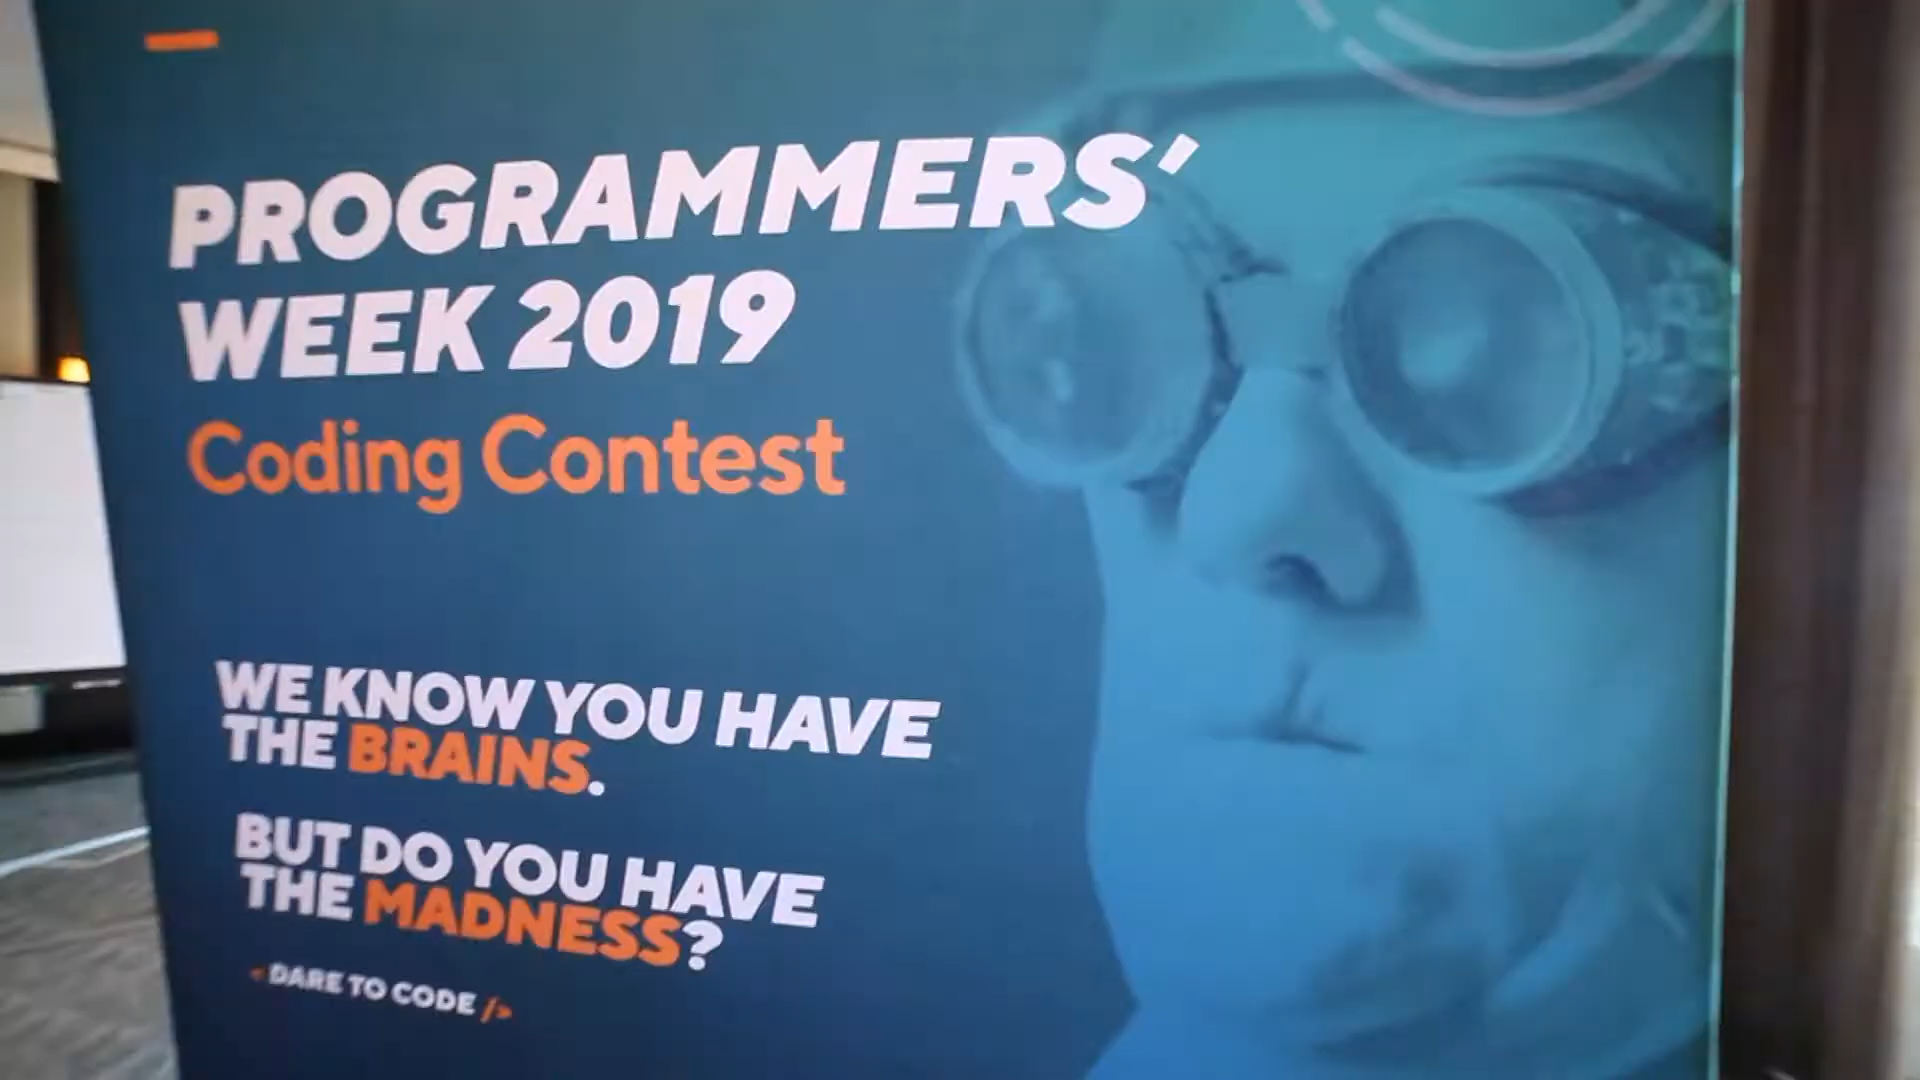 PROGRAMMERS'
WEEK 2019
Coding Contest
WE KNOW YOU HAVE
THE BRAINS.
BUT DO YOU HAVE
THE MADNESS?
< DARE TO CODE />